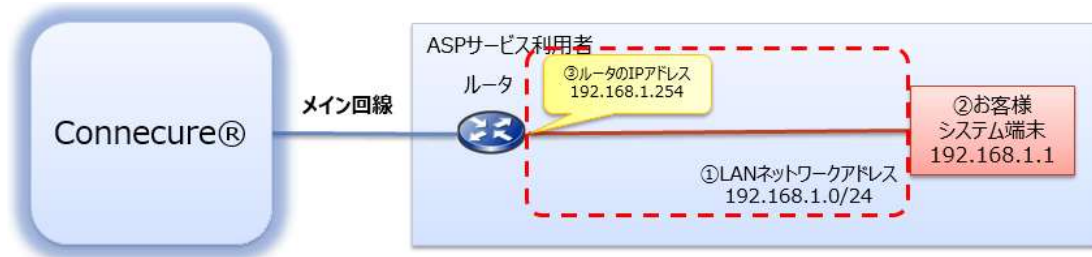 Connecure®
メイン回線
ASPサービス利用者
ルータ
③ルータのIPアドレス
192.168.1.254
①LANネットワークアドレス
192.168.1.0/24
②お客様
システム端末
192.168.1.1